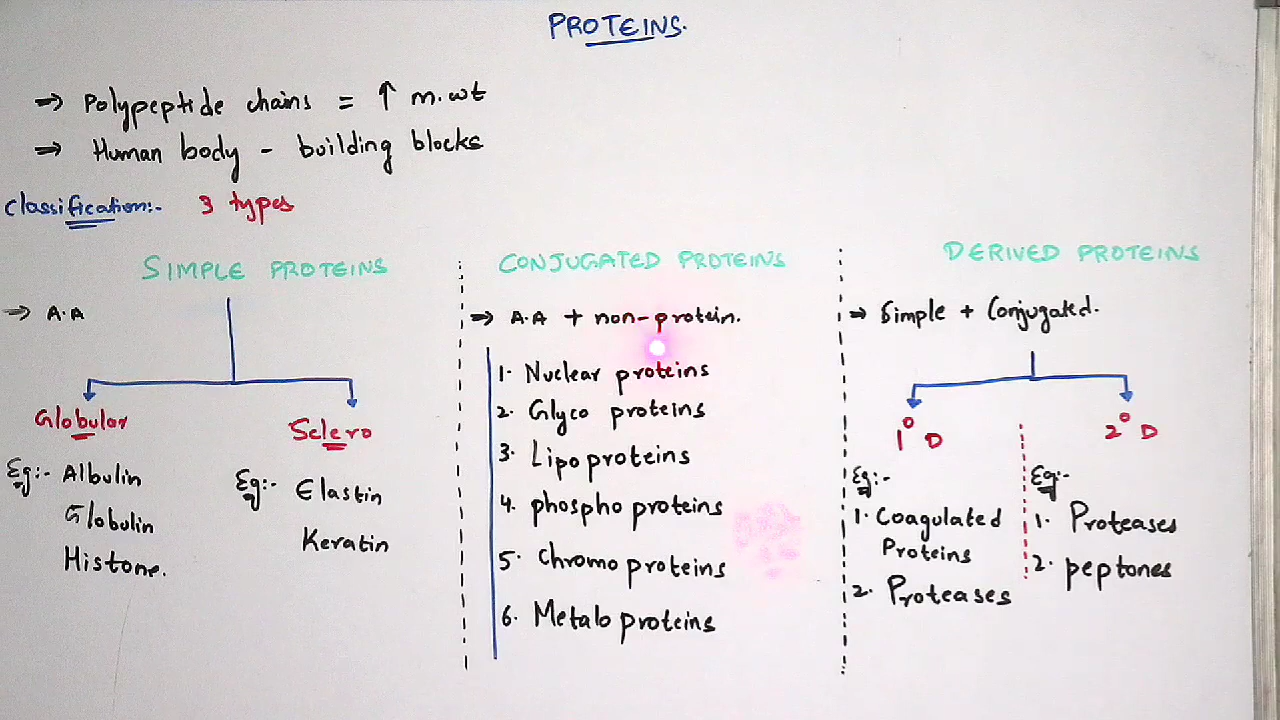 PROTEINS.
⇒ Polypeptide chains = ↑ m.wt
⇒ Human body - building blocks
Classification:- 3 types
SIMPLE PROTEINS
⇒ A.A
Globular
Eg:- Albulin
Globulin
Histone.
Sclero
Eg:- Elastin
Keratin
CONJUGATED PROTEINS
⇒ A.A + non-protein.
1. Nuclear proteins
2. Glyco proteins
3. Lipo proteins
4. phospho proteins
5. Chromo proteins
6. Metalo proteins
DERIVED PROTEINS
⇒ Simple + Conjugated.
1° D
Eg:-
1. Coagulated
Proteins
2. Proteases
2° D
Eg:-
1. Proteases
2. peptones